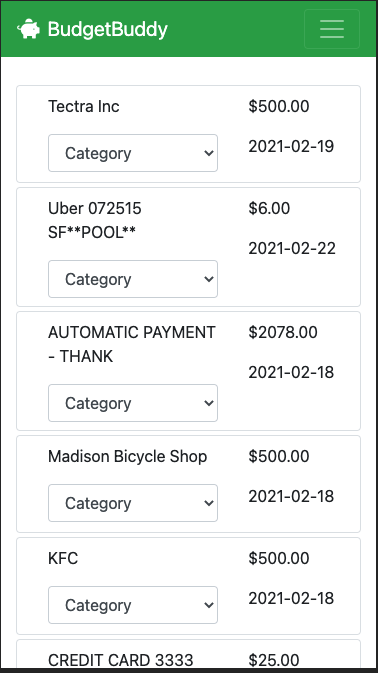 BudgetBuddy
Tectra Inc
$500.00
Category
2021-02-19
Uber 072515
SF**POOL**
$6.00
2021-02-22
Category
AUTOMATIC PAYMENT
- THANK
$2078.00
2021-02-18
Category
Madison Bicycle Shop
$500.00
Category
2021-02-18
KFC
$500.00
Category
2021-02-18
CREDIT CARD 3333
$25.00